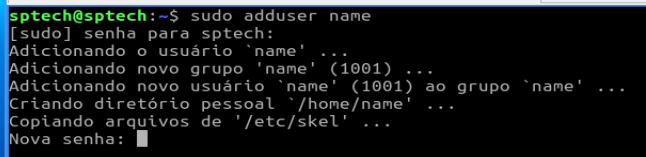 sptech@sptech:~$ sudo adduser name
[sudo] senha para sptech:
Adicionando o usuário `name' ...
Adicionando novo grupo 'name' (1001) ...
Adicionando novo usuário `name' (1001) ao grupo `name' ...
Criando diretório pessoal `/home/name' ...
Copiando arquivos de '/etc/skel' ...
Nova senha: